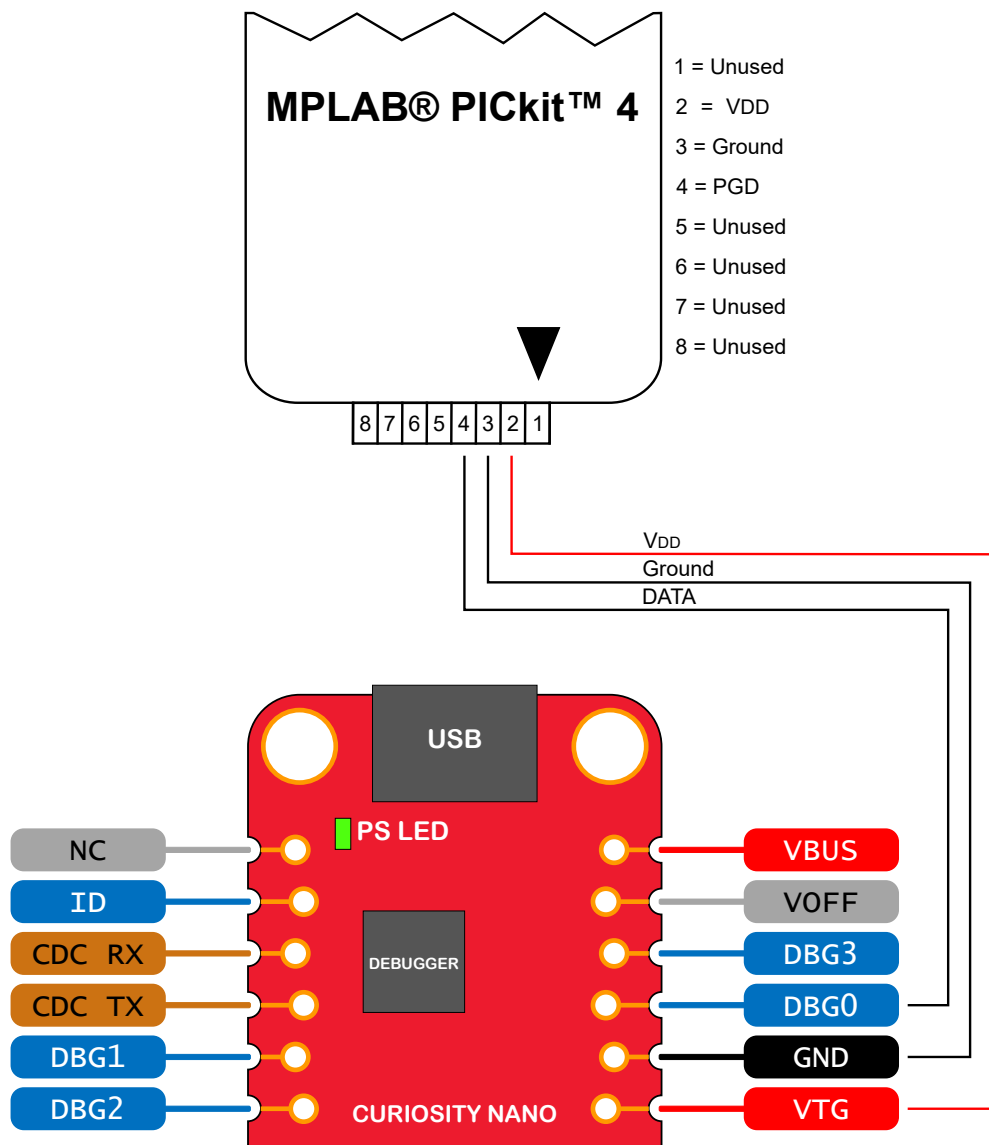 MPLAB® PICkit™ 4
1 = Unused
2 = VDD
3 = Ground
4 = PGD
5 = Unused
6 = Unused
7 = Unused
8 = Unused
8 7 6 5 4 3 2 1
VDD
Ground
DATA
USB
PS LED
NC
VBUS
ID
VOFF
CDC RX
DEBUGGER
DBG3
CDC TX
DBG0
DBG1
GND
DBG2
CURIOSITY NANO
VTG